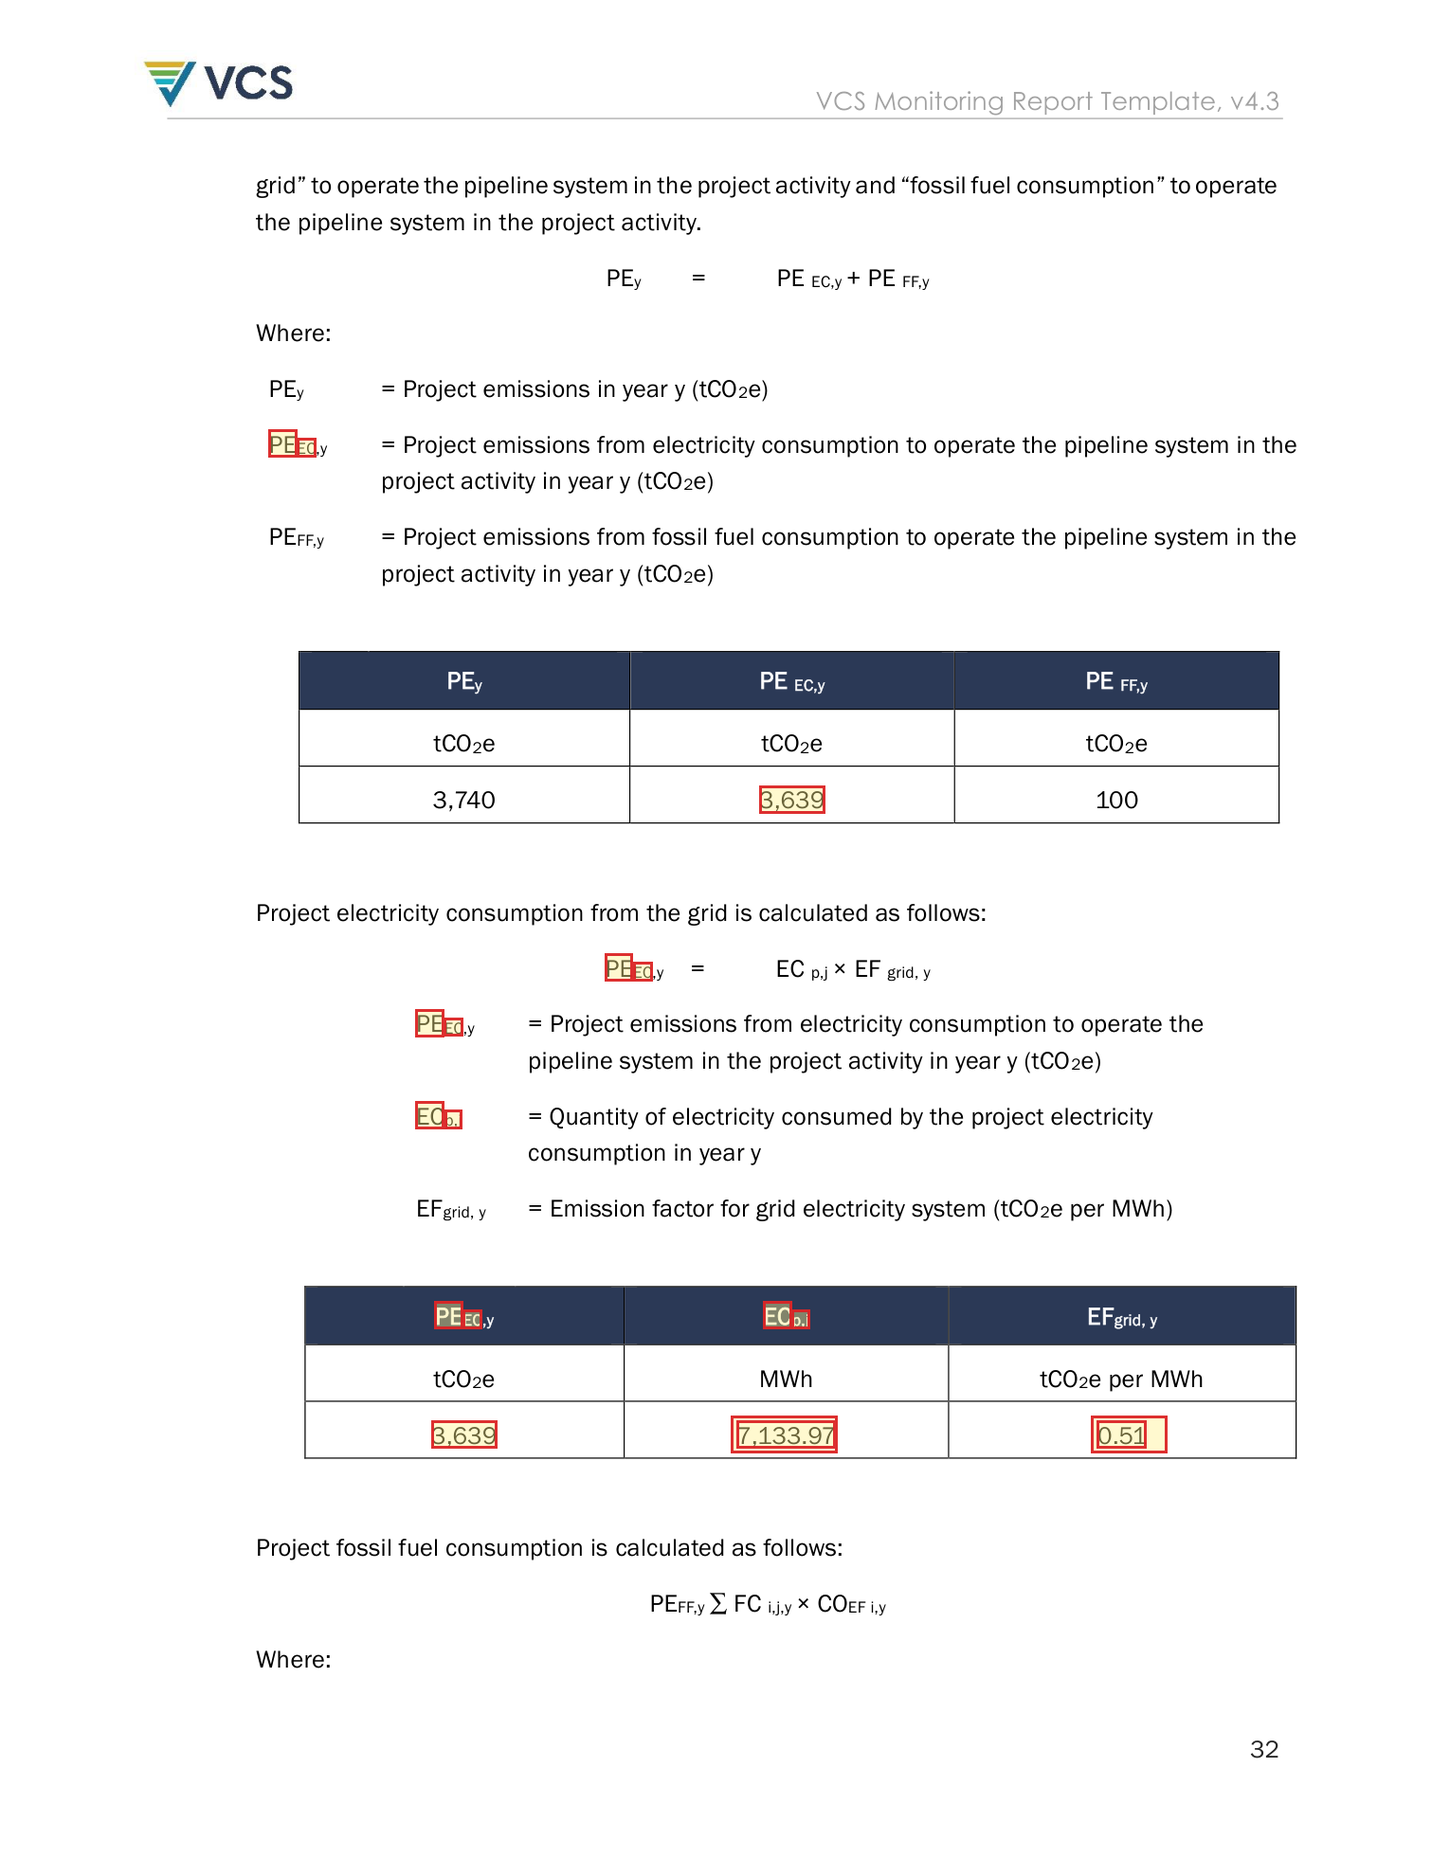 VCS
VCS Monitoring Report Template, v4.3
grid” to operate the pipeline system in the project activity and “fossil fuel consumption” to operate
the pipeline system in the project activity.
PEy = PE EC,y + PE FF,y
Where:
PEy = Project emissions in year y (tCO2e)
PEEC,y = Project emissions from electricity consumption to operate the pipeline system in the
project activity in year y (tCO2e)
PEFF,y = Project emissions from fossil fuel consumption to operate the pipeline system in the
project activity in year y (tCO2e)
PEy PE EC,y PE FF,y
tCO2e tCO2e tCO2e
3,740 3,639 100
Project electricity consumption from the grid is calculated as follows:
PEEC,y = EC p,j × EF grid, y
PEEC,y = Project emissions from electricity consumption to operate the
pipeline system in the project activity in year y (tCO2e)
ECp, = Quantity of electricity consumed by the project electricity
consumption in year y
EFgrid, y = Emission factor for grid electricity system (tCO2e per MWh)
PEEC,y ECp,j EFgrid, y
tCO2e MWh tCO2e per MWh
3,639 7,133.97 0.51
Project fossil fuel consumption is calculated as follows:
PEFF,y ∑ FC i,j,y × COEF i,y
Where:
32